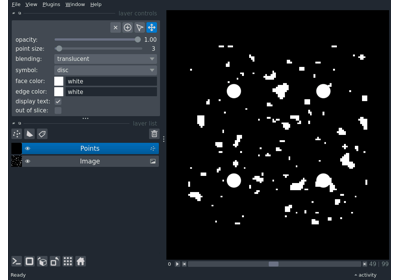 File View Plugins Window Help
layer controls
opacity: 1.00
point size: 3
blending: translucent
symbol: disc
face color: white
edge color: white
display text:
out of slice:
layer list
Points
Image
49 99
Ready activity